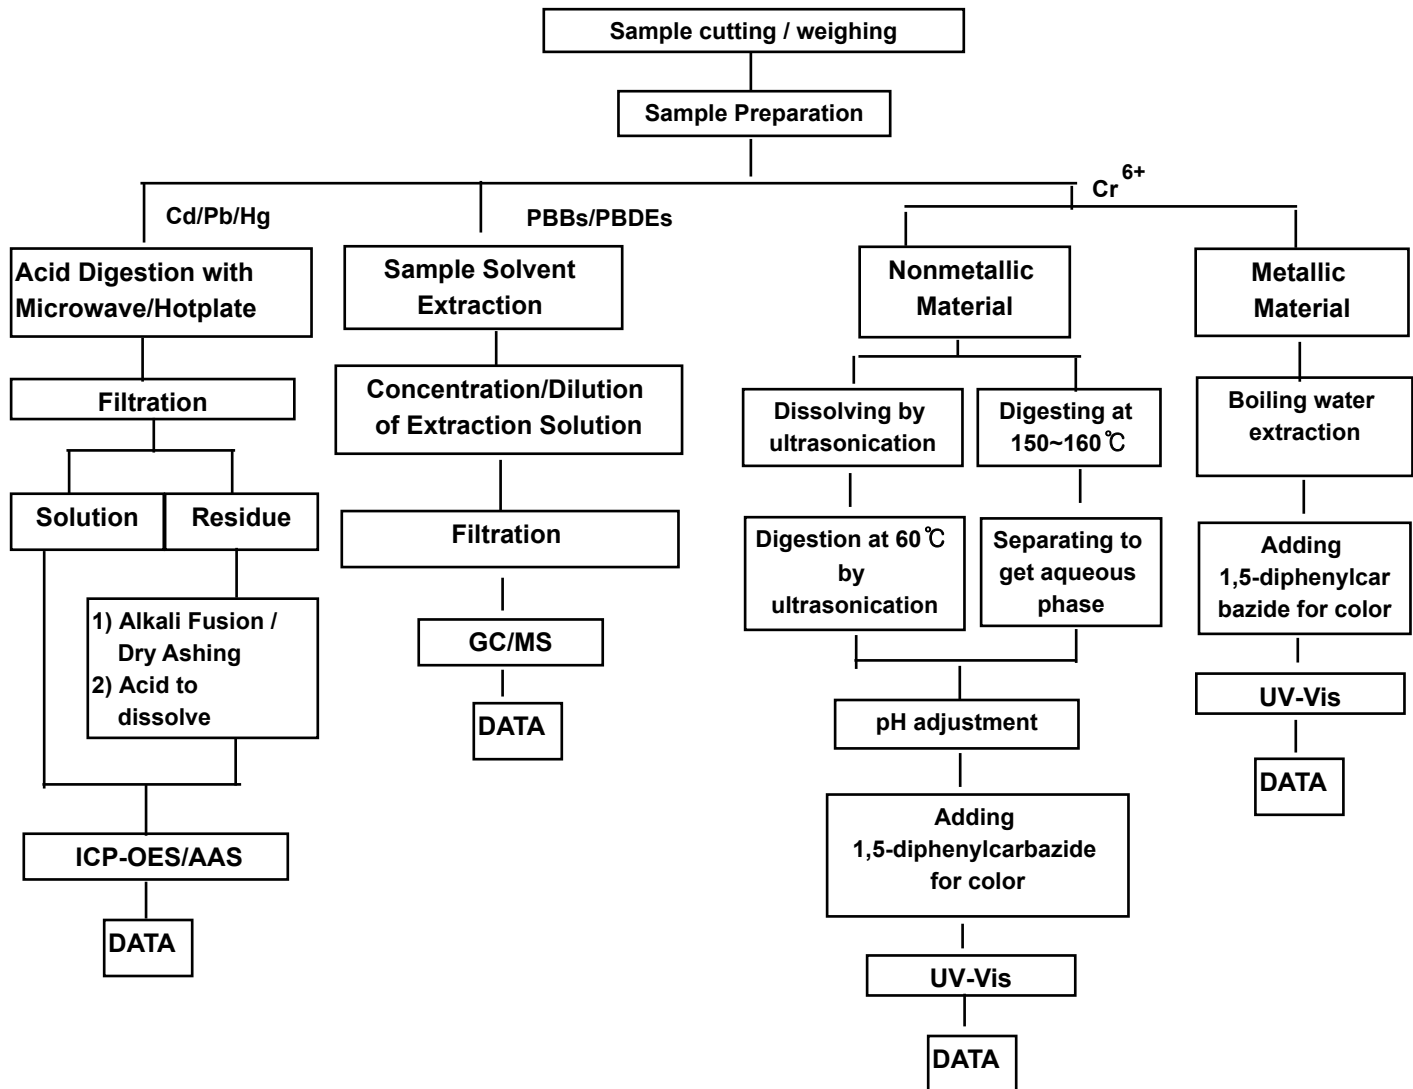 Sample cutting / weighing
Sample Preparation
Cd/Pb/Hg
PBBs/PBDEs
Cr 6+
Acid Digestion with
Microwave/Hotplate
Filtration
Solution
Residue
1) Alkali Fusion /
Dry Ashing
2) Acid to
dissolve
ICP-OES/AAS
DATA
Sample Solvent
Extraction
Concentration/Dilution
of Extraction Solution
Filtration
GC/MS
DATA
Nonmetallic
Material
Dissolving by
ultrasonication
Digestion at 60℃
by
ultrasonication
Digesting at
150~160℃
Separating to
get aqueous
phase
pH adjustment
Adding
1,5-diphenylcarbazide
for color
UV-Vis
DATA
Metallic
Material
Boiling water
extraction
Adding
1,5-diphenylcar
bazide for color
UV-Vis
DATA